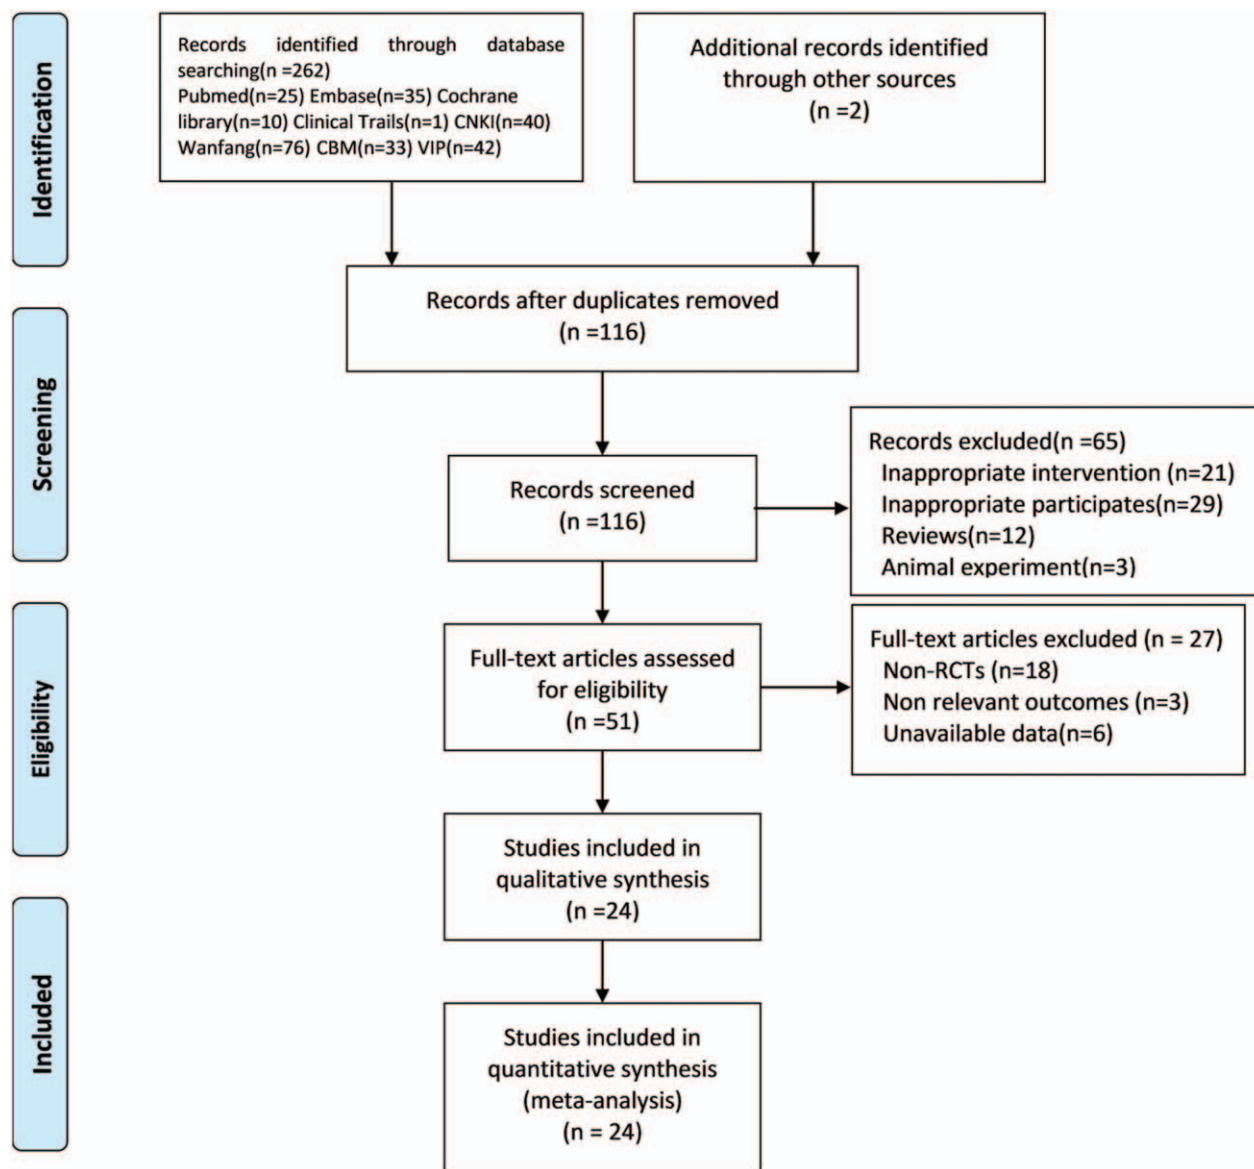 Identification
Records identified through database
searching(n =262)
Pubmed(n=25) Embase(n=35) Cochrane
library(n=10) Clinical Trails(n=1) CNKI(n=40)
Wanfang(n=76) CBM(n=33) VIP(n=42)
Additional records identified
through other sources
(n =2)
Records after duplicates removed
(n =116)
Screening
Records screened
(n =116)
Records excluded(n =65)
Inappropriate intervention (n=21)
Inappropriate participates(n=29)
Reviews(n=12)
Animal experiment(n=3)
Eligibility
Full-text articles assessed
for eligibility
(n =51)
Full-text articles excluded (n = 27)
Non-RCTs (n=18)
Non relevant outcomes (n=3)
Unavailable data(n=6)
Studies included in
qualitative synthesis
(n =24)
Included
Studies included in
quantitative synthesis
(meta-analysis)
(n = 24)